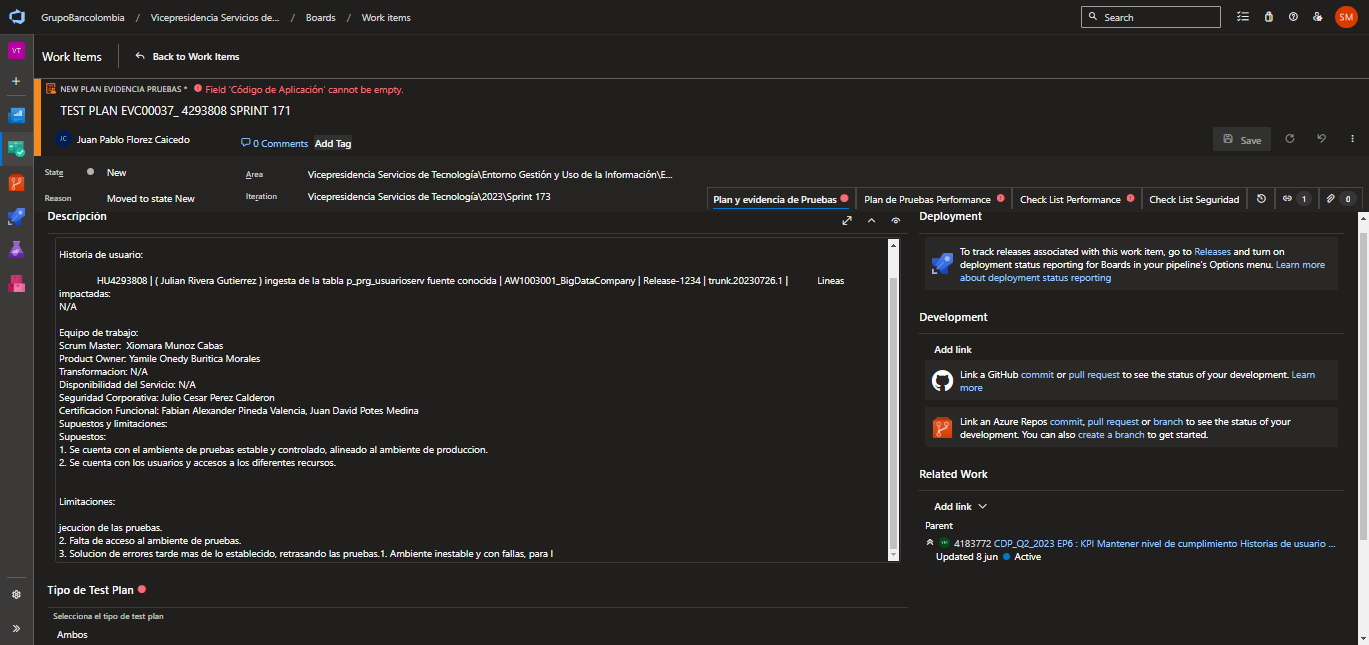 GrupoBancolombia / Vicepresidencia Servicios de... / Boards / Work items
Search
SM
VT
Work Items
Back to Work Items
NEW PLAN EVIDENCIA PRUEBAS * Field 'Código de Aplicación' cannot be empty.
TEST PLAN EVC00037_ 4293808 SPRINT 171
JC Juan Pablo Florez Caicedo
0 Comments
Add Tag
Save
State New
Area Vicepresidencia Servicios de Tecnología\Entorno Gestión y Uso de la Información\E...
Reason Moved to state New
Iteration Vicepresidencia Servicios de Tecnología\2023\Sprint 173
Plan y evidencia de Pruebas
Plan de Pruebas Performance
Check List Performance
Check List Seguridad
1
0
Descripción
Historia de usuario:
HU4293808 | ( Julian Rivera Gutierrez ) ingesta de la tabla p_prg_usuarioserv fuente conocida | AW1003001_BigDataCompany | Release-1234 | trunk.20230726.1 | Lineas
impactadas:
N/A
Equipo de trabajo:
Scrum Master: Xiomara Munoz Cabas
Product Owner: Yamile Onedy Buritica Morales
Transformacion: N/A
Disponibilidad del Servicio: N/A
Seguridad Corporativa: Julio Cesar Perez Calderon
Certificacion Funcional: Fabian Alexander Pineda Valencia, Juan David Potes Medina
Supuestos y limitaciones:
Supuestos:
1. Se cuenta con el ambiente de pruebas estable y controlado, alineado al ambiente de produccion.
2. Se cuenta con los usuarios y accesos a los diferentes recursos.
Limitaciones:
jecucion de las pruebas.
2. Falta de acceso al ambiente de pruebas.
3. Solucion de errores tarde mas de lo establecido, retrasando las pruebas.1. Ambiente inestable y con fallas, para l
Tipo de Test Plan
Selecciona el tipo de test plan
Ambos
Deployment
To track releases associated with this work item, go to Releases and turn on
deployment status reporting for Boards in your pipeline's Options menu. Learn more
about deployment status reporting
Development
Add link
Link a GitHub commit or pull request to see the status of your development. Learn
more
Link an Azure Repos commit, pull request or branch to see the status of your
development. You can also create a branch to get started.
Related Work
Add link
Parent
4183772 CDP_Q2_2023 EP6 : KPI Mantener nivel de cumplimiento Historias de usuario ...
Updated 8 jun Active